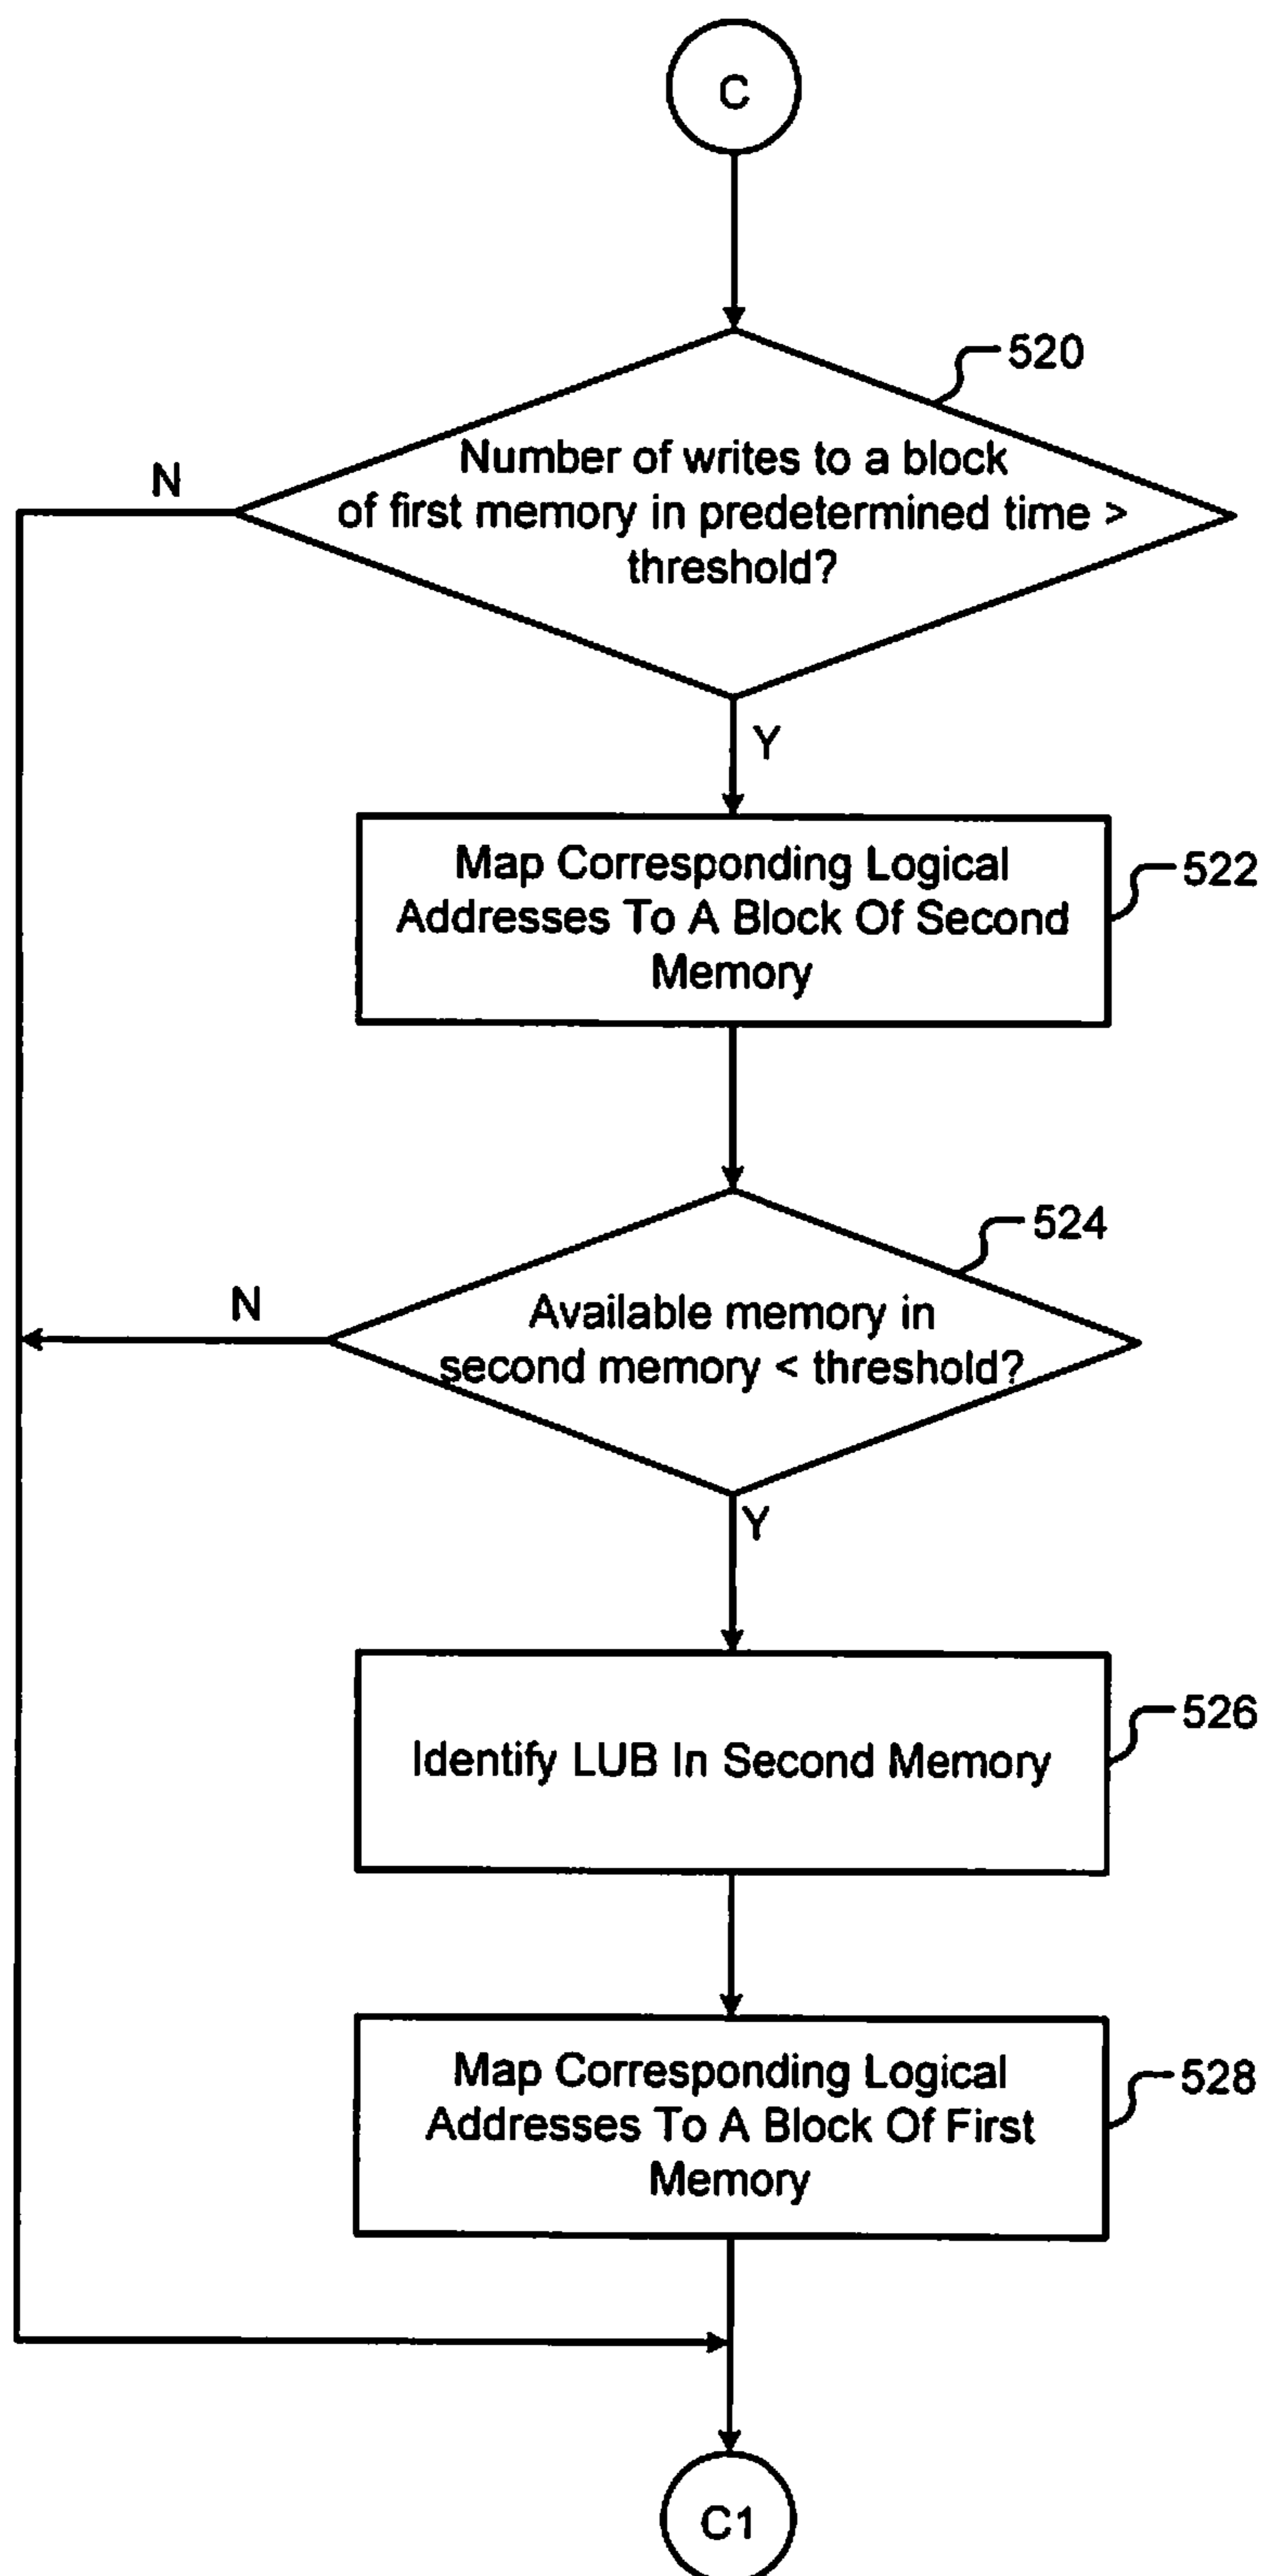 C
520
N
Number of writes to a block
of first memory in predetermined time >
threshold?
Y
Map Corresponding Logical
Addresses To A Block Of Second
Memory
522
524
N
Available memory in
second memory < threshold?
Y
Identify LUB In Second Memory
526
Map Corresponding Logical
Addresses To A Block Of First
Memory
528
C1